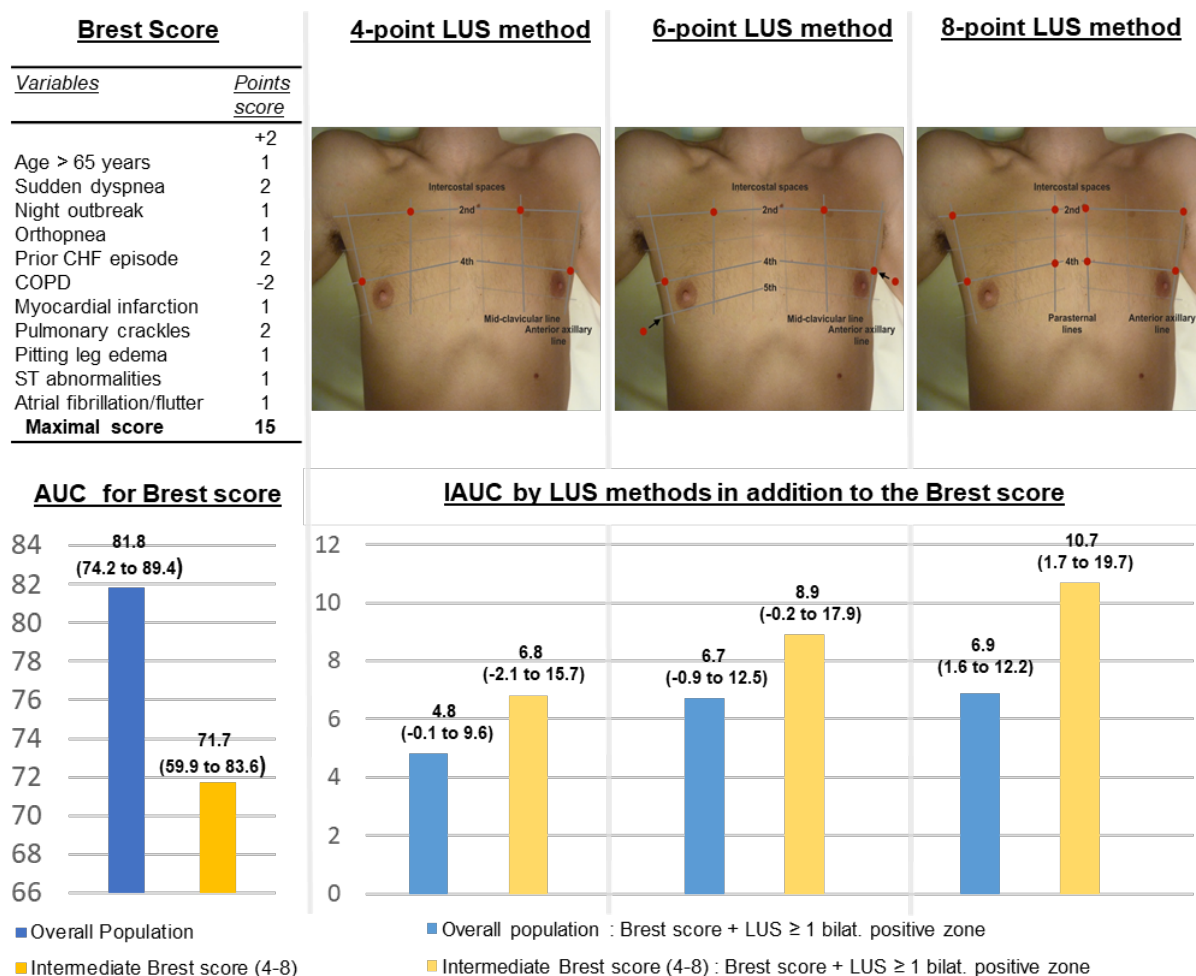 Brest Score
Variables Points
score
+2
Age > 65 years 1
Sudden dyspnea 2
Night outbreak 1
Orthopnea 1
Prior CHF episode 2
COPD -2
Myocardial infarction 1
Pulmonary crackles 2
Pitting leg edema 1
ST abnormalities 1
Atrial fibrillation/flutter 1
Maximal score 15
4-point LUS method
Intercostal spaces
2nd
4th
Mid-clavicular line
Anterior axillary
line
6-point LUS method
Intercostal spaces
2nd
4th
5th
Mid-clavicular line
Anterior axillary
line
8-point LUS method
Intercostal spaces
2nd
4th
Parasternal
lines
Anterior axillary
line
AUC for Brest score
84
82
80
78
76
74
72
70
68
66
81.8
(74.2 to 89.4)
71.7
(59.9 to 83.6)
Overall Population
Intermediate Brest score (4-8)
IAUC by LUS methods in addition to the Brest score
12
10
8
6
4
2
0
4.8
(-0.1 to 9.6)
6.8
(-2.1 to 15.7)
6.7
(-0.9 to 12.5)
8.9
(-0.2 to 17.9)
6.9
(1.6 to 12.2)
10.7
(1.7 to 19.7)
Overall population : Brest score + LUS ≥ 1 bilat. positive zone
Intermediate Brest score (4-8) : Brest score + LUS ≥ 1 bilat. positive zone